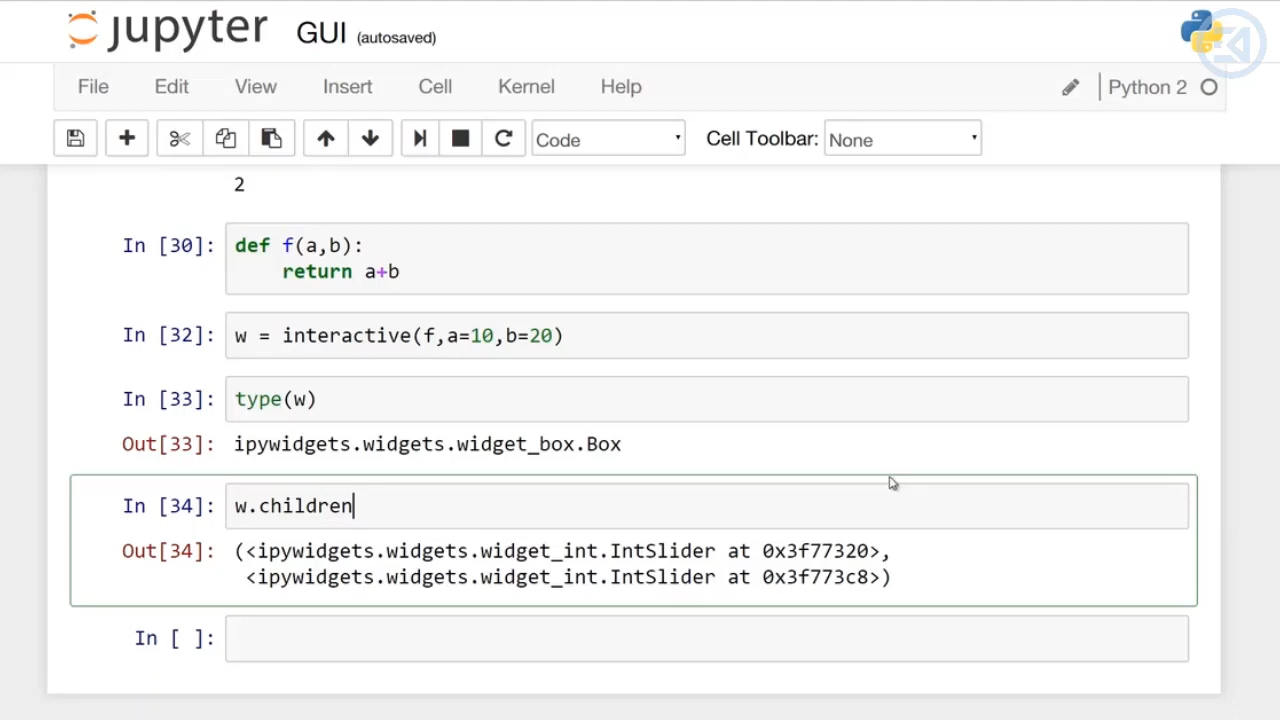 jupyter GUI (autosaved)
File Edit View Insert Cell Kernel Help Python 2
Code Cell Toolbar: None
2
In [30]: def f(a,b):
return a+b
In [32]: w = interactive(f,a=10,b=20)
In [33]: type(w)
Out[33]: ipywidgets.widgets.widget_box.Box
In [34]: w.children
Out[34]: (<ipywidgets.widgets.widget_int.IntSlider at 0x3f77320>,
<ipywidgets.widgets.widget_int.IntSlider at 0x3f773c8>)
In [ ]: